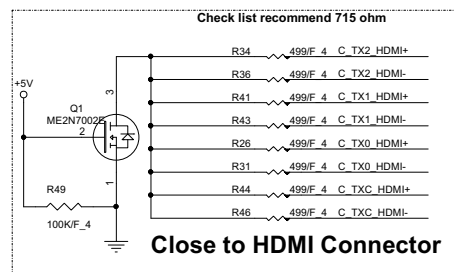 Check list recommend 715 ohm
R34 499/F_4 C_TX2_HDMI+
R36 499/F_4 C_TX2_HDMI-
+5V
R41 499/F_4 C_TX1_HDMI+
Q1
ME2N7002E
R43 499/F_4 C_TX1_HDMI-
3
2
1
R26 499/F_4 C_TX0_HDMI+
R31 499/F_4 C_TX0_HDMI-
R49
R44 499/F_4 C_TXC_HDMI+
R46 499/F_4 C_TXC_HDMI-
100K/F_4
Close to HDMI Connector